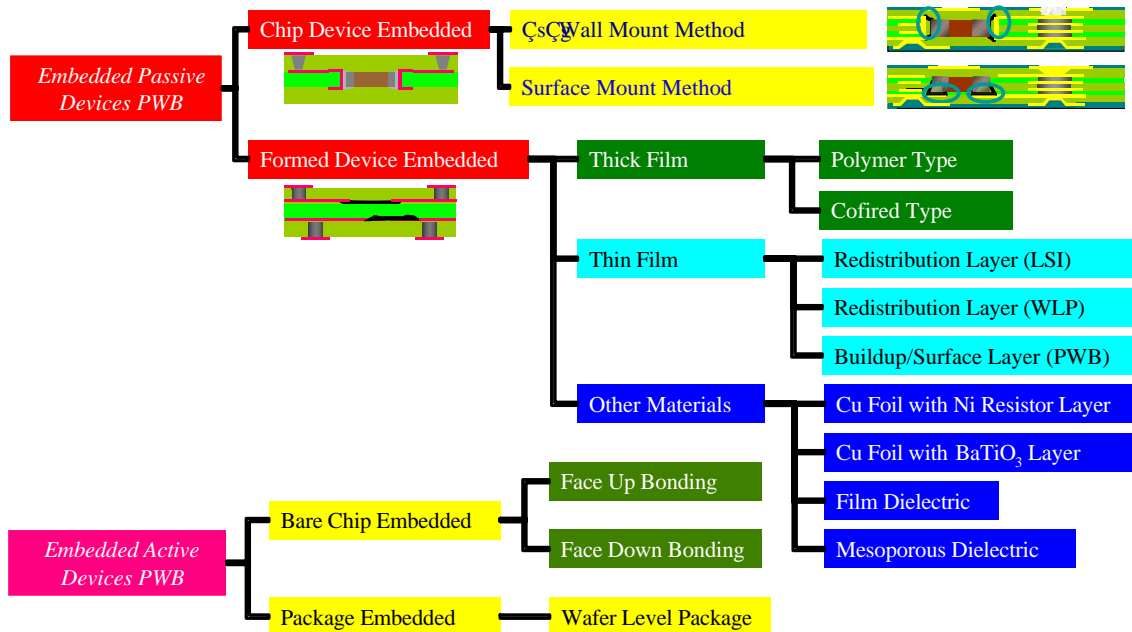 Embedded Passive
Devices PWB
Chip Device Embedded
ÇsÇgWall Mount Method
Surface Mount Method
Formed Device Embedded
Thick Film
Polymer Type
Cofired Type
Thin Film
Redistribution Layer (LSI)
Redistribution Layer (WLP)
Buildup/Surface Layer (PWB)
Other Materials
Cu Foil with Ni Resistor Layer
Cu Foil with BaTiO₃ Layer
Film Dielectric
Mesoporous Dielectric
Embedded Active
Devices PWB
Bare Chip Embedded
Face Up Bonding
Face Down Bonding
Package Embedded
Wafer Level Package